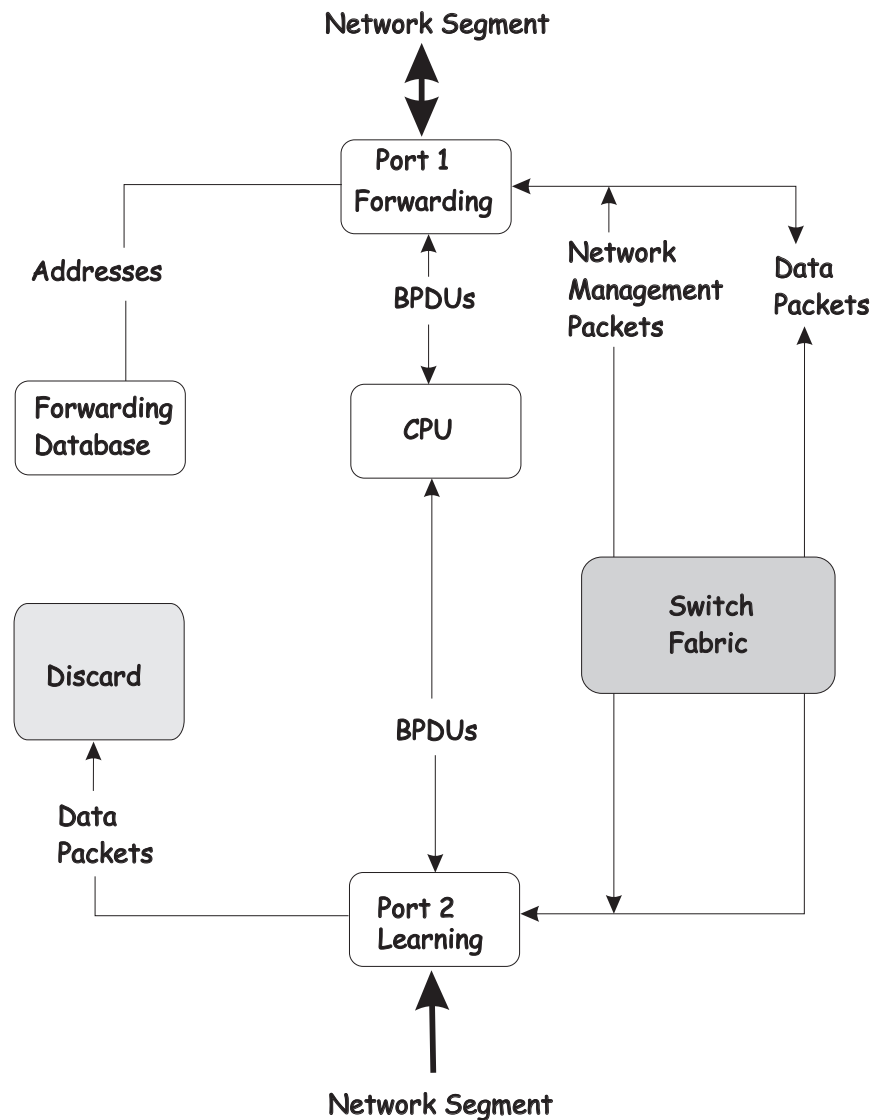 Network Segment
Port 1
Forwarding
Addresses
BPDUs
Network
Management
Packets
Data
Packets
Forwarding
Database
CPU
Switch
Fabric
Discard
BPDUs
Data
Packets
Port 2
Learning
Network Segment